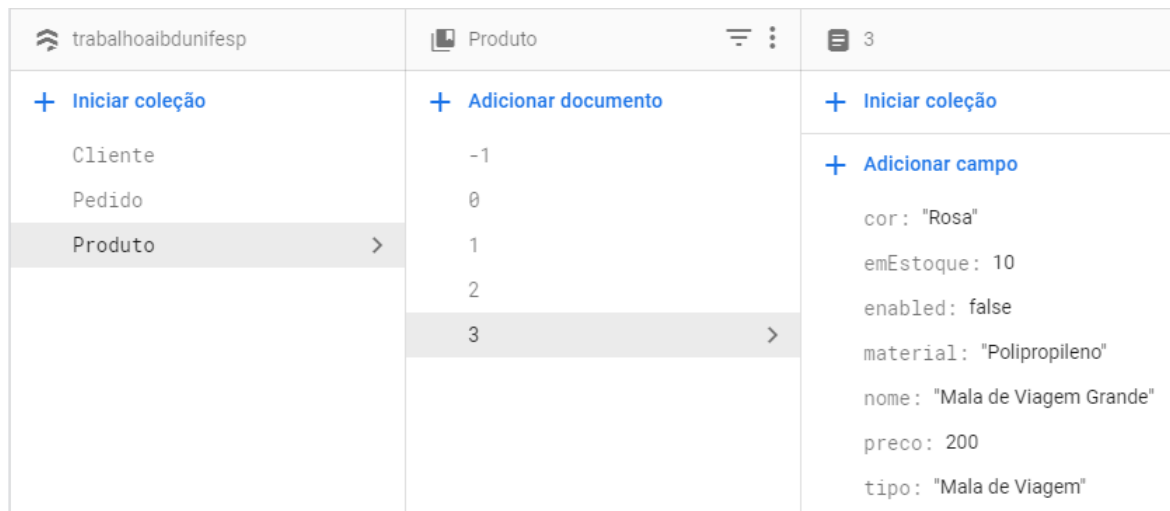 trabalhoaibdunifesp
Iniciar coleção
Cliente
Pedido
Produto
Produto
Adicionar documento
-1
0
1
2
3
3
Iniciar coleção
Adicionar campo
cor: "Rosa"
emEstoque: 10
enabled: false
material: "Polipropileno"
nome: "Mala de Viagem Grande"
preco: 200
tipo: "Mala de Viagem"